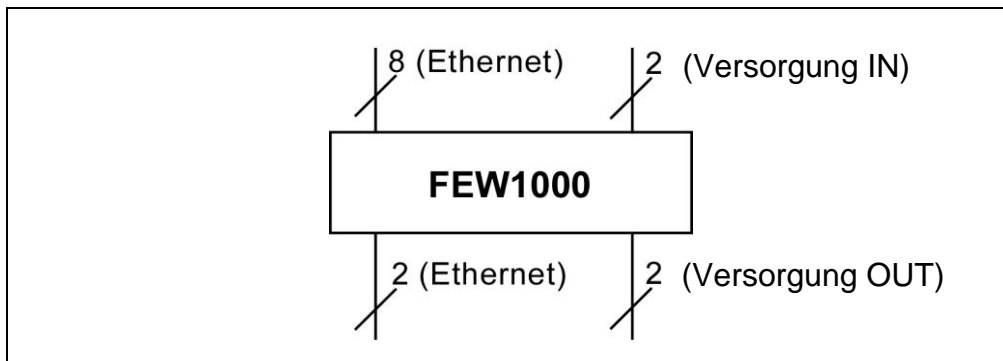 8 (Ethernet) 2 (Versorgung IN)
FEW1000
2 (Ethernet) 2 (Versorgung OUT)